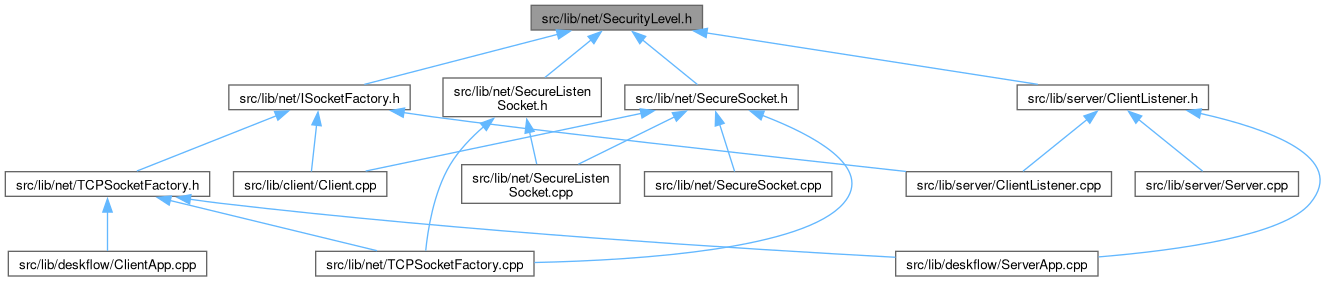 src/lib/net/SecurityLevel.h
src/lib/net/ISocketFactory.h
src/lib/net/SecureListen
Socket.h
src/lib/net/SecureSocket.h
src/lib/server/ClientListener.h
src/lib/net/TCPSocketFactory.h
src/lib/client/Client.cpp
src/lib/net/SecureListen
Socket.cpp
src/lib/net/SecureSocket.cpp
src/lib/server/ClientListener.cpp
src/lib/server/Server.cpp
src/lib/deskflow/ClientApp.cpp
src/lib/net/TCPSocketFactory.cpp
src/lib/deskflow/ServerApp.cpp